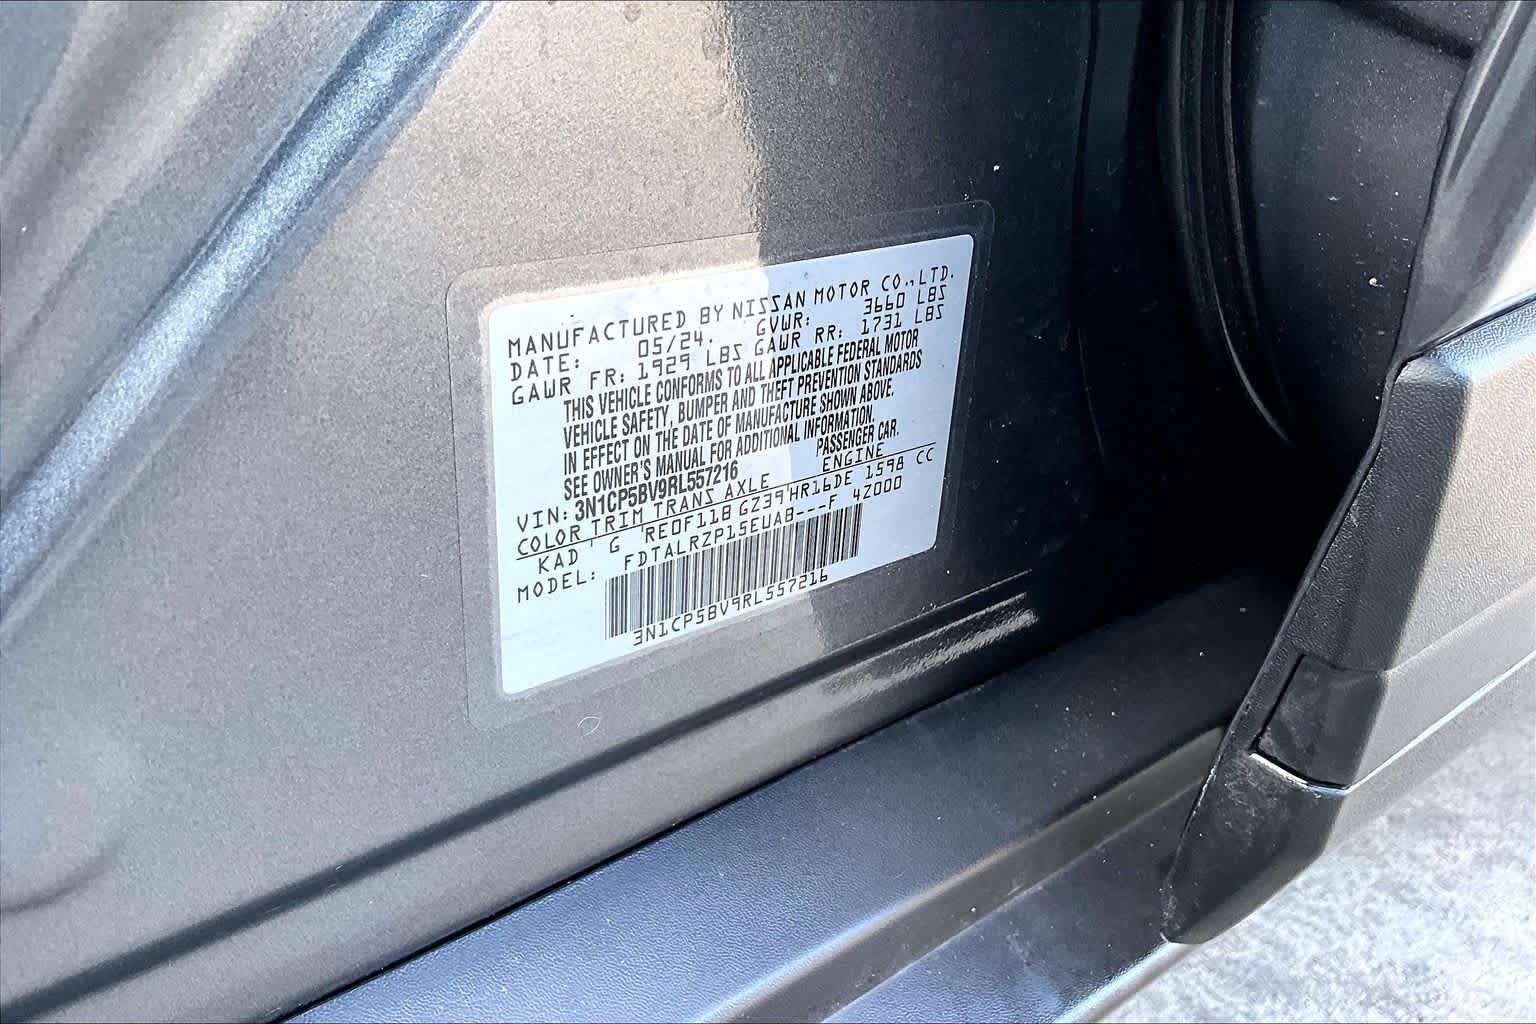 MANUFACTURED BY NISSAN MOTOR CO.,LTD.
DATE: 05/24. GVWR: 3660 LBS
GAWR FR: 1929 LBS GAWR RR: 1731 LBS
THIS VEHICLE CONFORMS TO ALL APPLICABLE FEDERAL MOTOR
VEHICLE SAFETY, BUMPER AND THEFT PREVENTION STANDARDS
IN EFFECT ON THE DATE OF MANUFACTURE SHOWN ABOVE.
SEE OWNER'S MANUAL FOR ADDITIONAL INFORMATION.
VIN: 3N1CP5BV9RL557216 PASSENGER CAR.
COLOR TRIM TRANS AXLE ENGINE
KAD G RE0F11B GZ39 HR16DE 1598 CC
MODEL: FDTALRZP15EUAB---F 4Z000
3N1CP5BV9RL557216